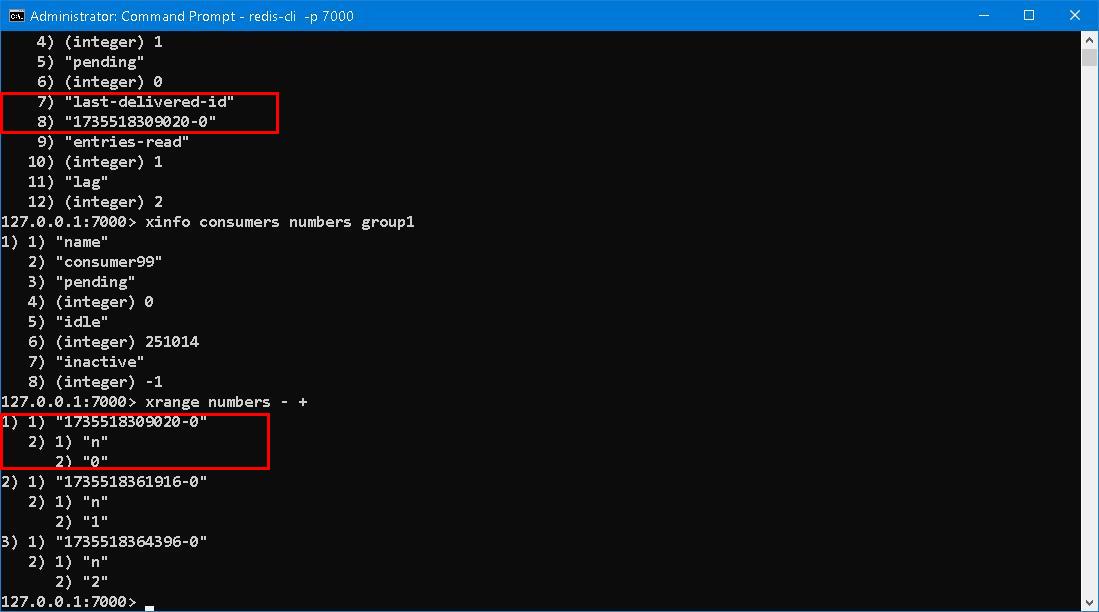 Administrator: Command Prompt - redis-cli -p 7000
4) (integer) 1
5) "pending"
6) (integer) 0
7) "last-delivered-id"
8) "1735518309020-0"
9) "entries-read"
10) (integer) 1
11) "lag"
12) (integer) 2
127.0.0.1:7000> xinfo consumers numbers group1
1) 1) "name"
2) "consumer99"
3) "pending"
4) (integer) 0
5) "idle"
6) (integer) 251014
7) "inactive"
8) (integer) -1
127.0.0.1:7000> xrange numbers - +
1) 1) "1735518309020-0"
2) 1) "n"
2) "0"
2) 1) "1735518361916-0"
2) 1) "n"
2) "1"
3) 1) "1735518364396-0"
2) 1) "n"
2) "2"
127.0.0.1:7000>